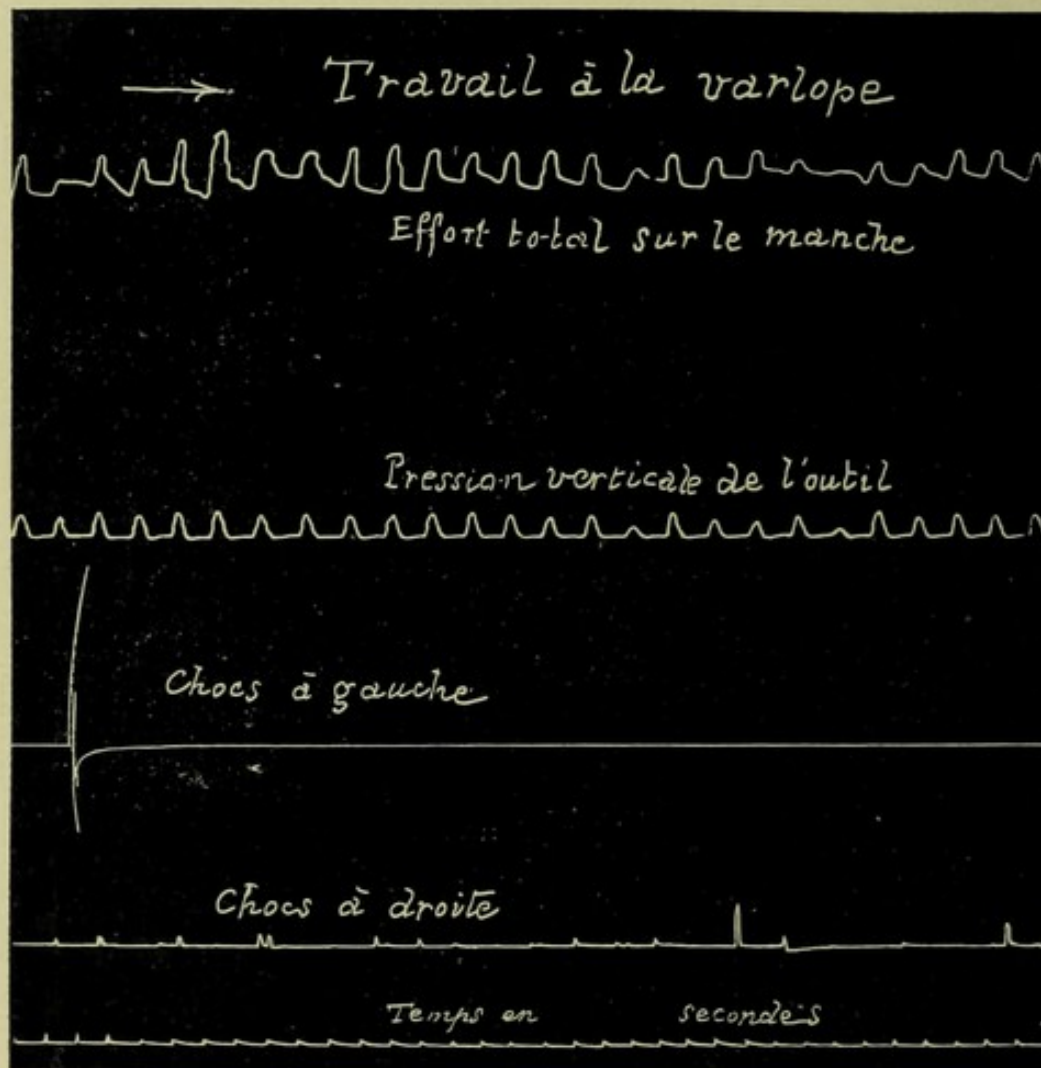 Travail à la varlope
Effort total sur le manche
Pression verticale de l'outil
Chocs à gauche
Chocs à droite
Temps en secondes